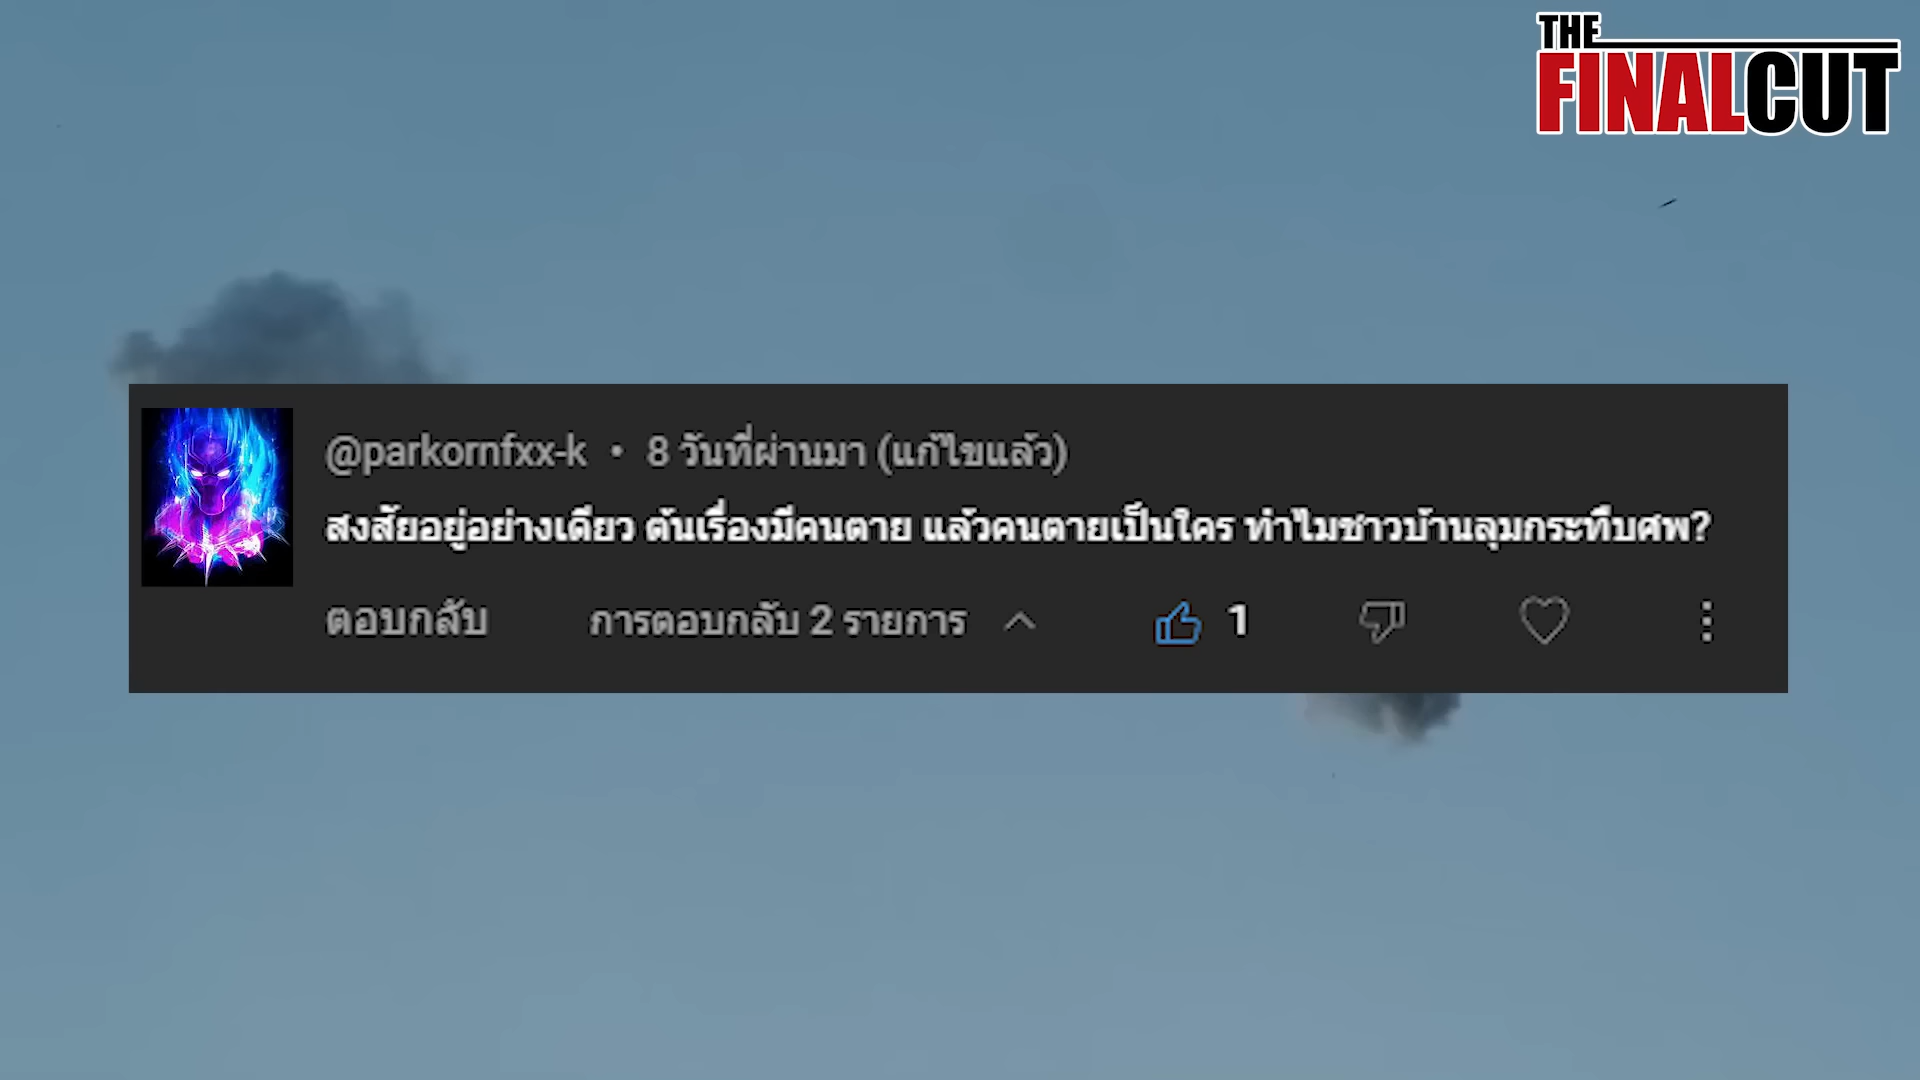 THE
FINALCUT
@parkornfxx-k • 8 วันที่ผ่านมา (แก้ไขแล้ว)
สงสัยอยู่อย่างเดียว ต้นเรื่องมีคนตาย แล้วคนตายเป็นใคร ทำไมชาวบ้านลุมกระทืบศพ?
ตอบกลับ การตอบกลับ 2 รายการ 1